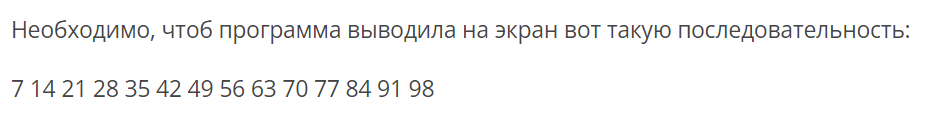 Необходимо, чтоб программа выводила на экран вот такую последовательность:
7 14 21 28 35 42 49 56 63 70 77 84 91 98